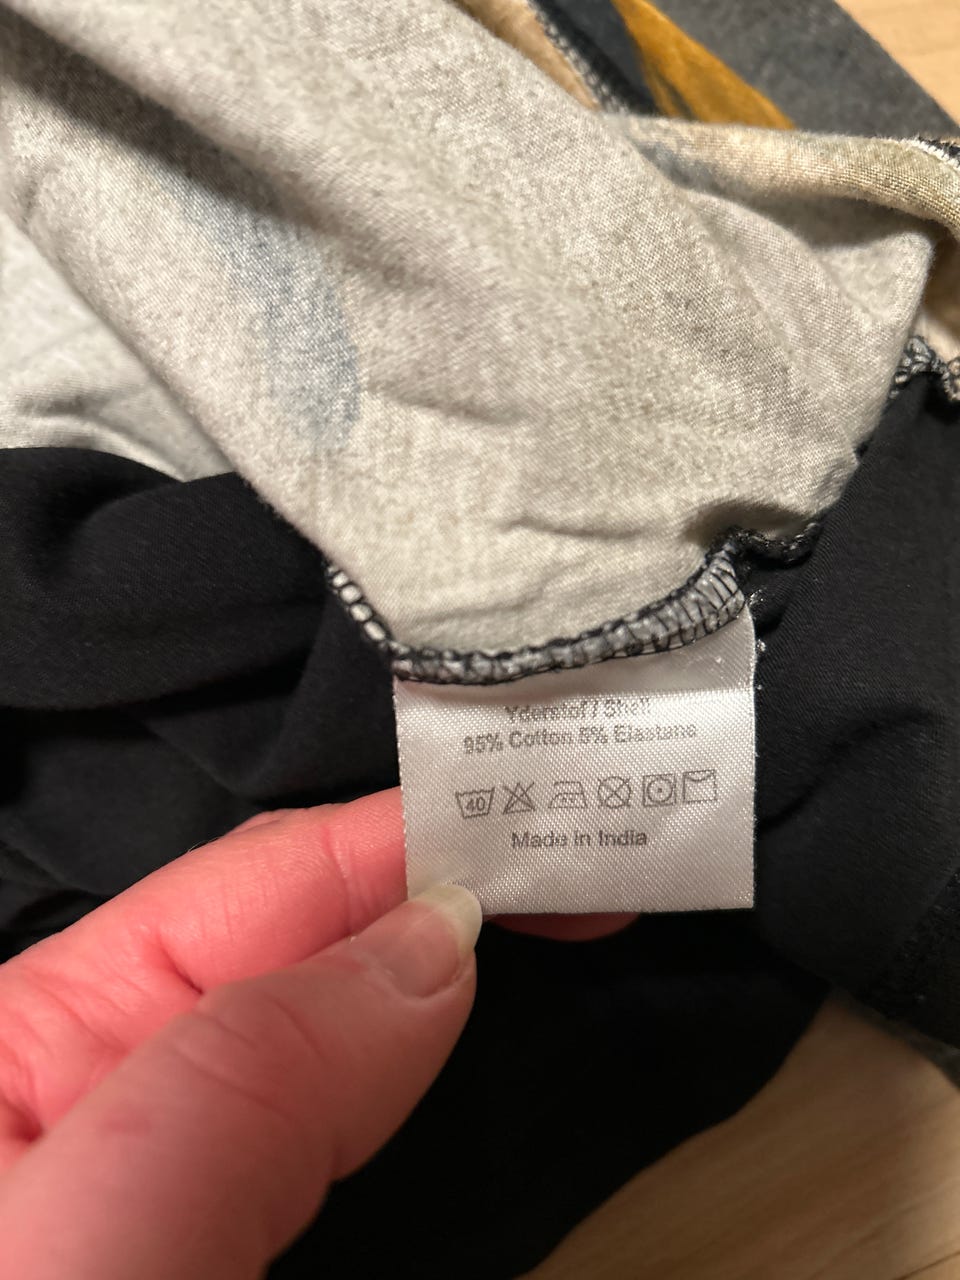 Yderstof / Shell
95% Cotton 5% Elastane
40
Made in India